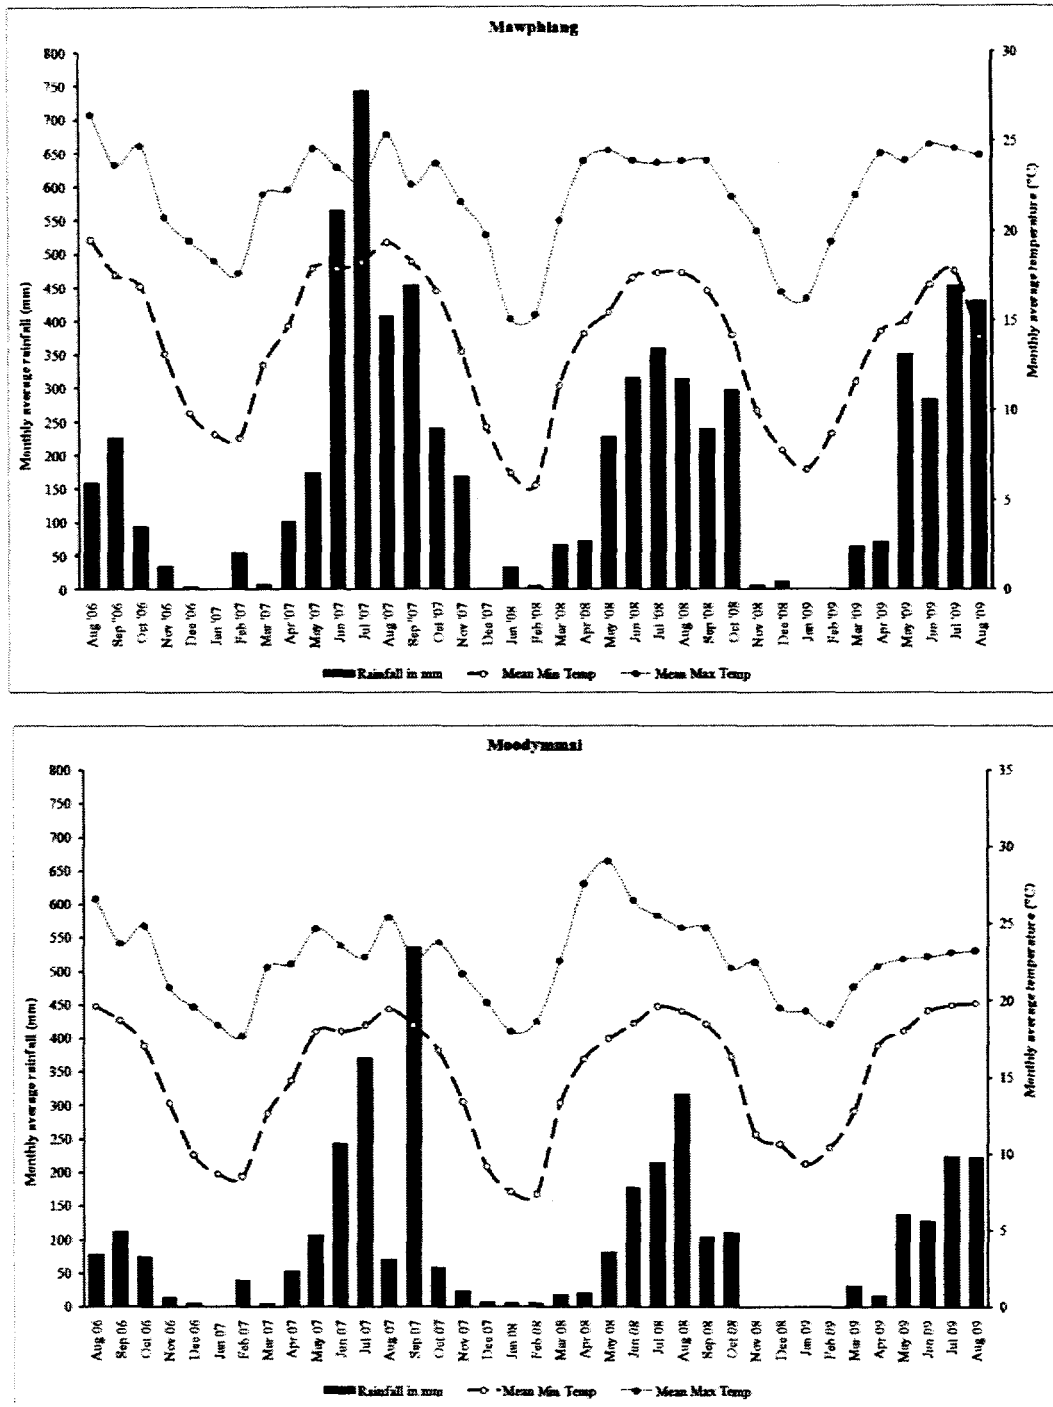 Mawphlang
800
750
700
650
600
550
500
450
400
350
300
250
200
150
100
50
0
Monthly average rainfall (mm)
30
25
20
15
10
5
0
Monthly average temperature (°C)
Aug '06
Sep '06
Oct '06
Nov '06
Dec '06
Jan '07
Feb '07
Mar '07
Apr '07
May '07
Jun '07
Jul '07
Aug '07
Sep '07
Oct '07
Nov '07
Dec '07
Jan '08
Feb '08
Mar '08
Apr '08
May '08
Jun '08
Jul '08
Aug '08
Sep '08
Oct '08
Nov '08
Dec '08
Jan '09
Feb '09
Mar '09
Apr '09
May '09
Jun '09
Jul '09
Aug '09
Rainfall in mm Mean Min Temp Mean Max Temp
Moodymmai
800
750
700
650
600
550
500
450
400
350
300
250
200
150
100
50
0
Monthly average rainfall (mm)
35
30
25
20
15
10
5
0
Monthly average temperature (°C)
Aug 06
Sep 06
Oct 06
Nov 06
Dec 06
Jan 07
Feb 07
Mar 07
Apr 07
May 07
Jun 07
Jul 07
Aug 07
Sep 07
Oct 07
Nov 07
Dec 07
Jan 08
Feb 08
Mar 08
Apr 08
May 08
Jun 08
Jul 08
Aug 08
Sep 08
Oct 08
Nov 08
Dec 08
Jan 09
Feb 09
Mar 09
Apr 09
May 09
Jun 09
Jul 09
Aug 09
Rainfall in mm Mean Min Temp Mean Max Temp